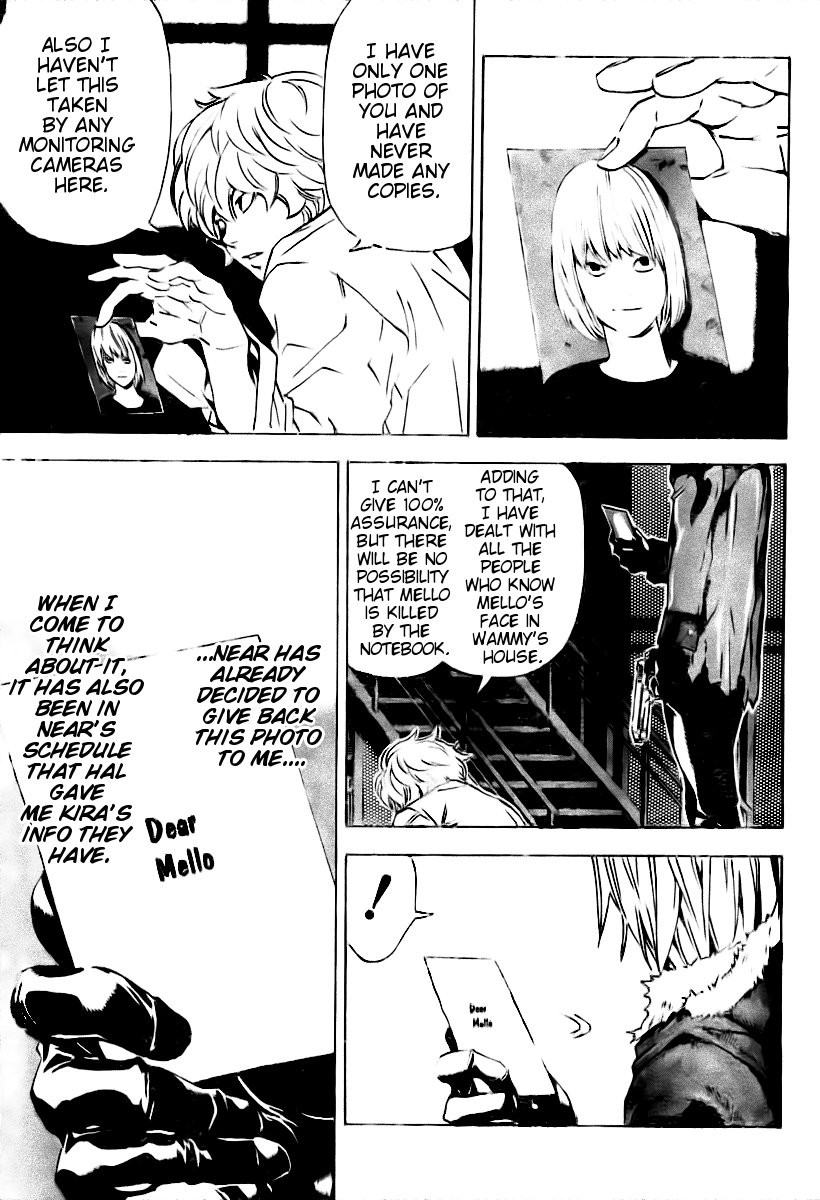 I HAVE
ONLY ONE
PHOTO OF
YOU AND
HAVE
NEVER
MADE ANY
COPIES.
ALSO I
HAVEN'T
LET THIS
TAKEN
BY ANY
MONITORING
CAMERAS
HERE.
ADDING
TO THAT,
I HAVE
DEALT WITH
ALL THE
PEOPLE
WHO KNOW
MELLO'S
FACE IN
WAMMY'S
HOUSE.
I CAN'T
GIVE 100%
ASSURANCE,
BUT THERE
WILL BE NO
POSSIBILITY
THAT MELLO
IS KILLED
BY THE
NOTEBOOK.
!
Dear
Mello
...NEAR HAS
ALREADY
DECIDED TO
GIVE BACK
THIS PHOTO
TO ME....
WHEN I
COME TO
THINK
ABOUT IT,
IT HAS ALSO
BEEN IN
NEAR'S
SCHEDULE
THAT HAL
GAVE
ME KIRA'S
INFO THEY
HAVE.
Dear
Mello